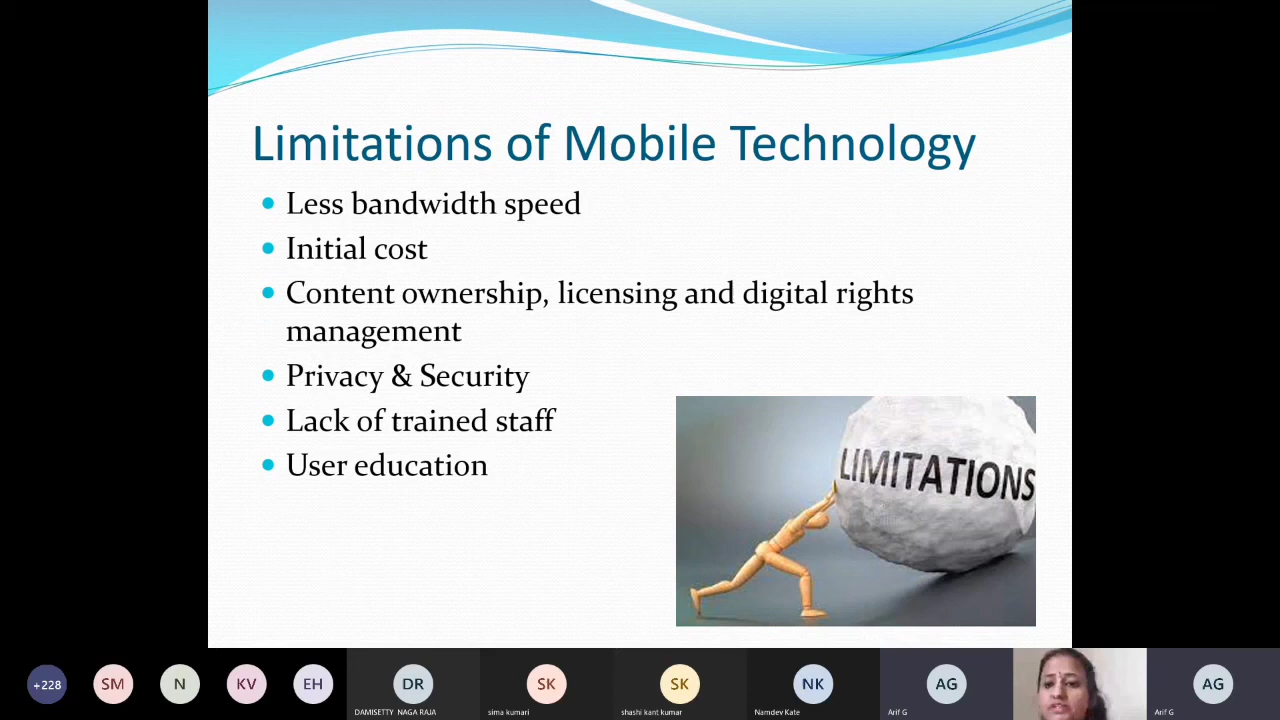 Limitations of Mobile Technology
Less bandwidth speed
Initial cost
Content ownership, licensing and digital rights
management
Privacy & Security
Lack of trained staff
User education
LIMITATIONS
+228
SM
N
KV
EH
DR
DAMISETTY NAGA RAJA
SK
sima kumari
SK
shashi kant kumar
NK
Namdev Kate
AG
Arif G
AG
Arif G